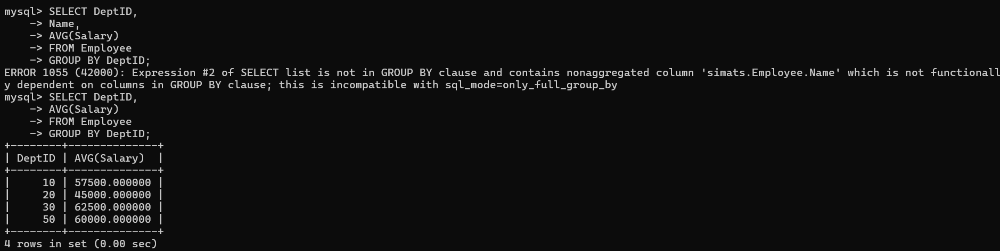 mysql> SELECT DeptID,
    -> Name,
    -> AVG(Salary)
    -> FROM Employee
    -> GROUP BY DeptID;
ERROR 1055 (42000): Expression #2 of SELECT list is not in GROUP BY clause and contains nonaggregated column 'simats.Employee.Name' which is not functionall
y dependent on columns in GROUP BY clause; this is incompatible with sql_mode=only_full_group_by
mysql> SELECT DeptID,
    -> AVG(Salary)
    -> FROM Employee
    -> GROUP BY DeptID;
+--------+--------------+
| DeptID | AVG(Salary)  |
+--------+--------------+
|     10 | 57500.000000 |
|     20 | 45000.000000 |
|     30 | 62500.000000 |
|     50 | 60000.000000 |
+--------+--------------+
4 rows in set (0.00 sec)